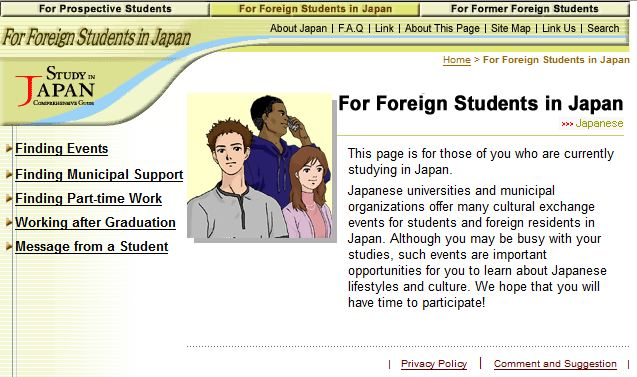 For Prospective Students
For Foreign Students in Japan
For Former Foreign Students
For Foreign Students in Japan
About Japan | F.A.Q | Link | About This Page | Site Map | Link Us | Search
Home > For Foreign Students in Japan
STUDY IN
JAPAN
COMPREHENSIVE GUIDE
For Foreign Students in Japan
>>> Japanese
Finding Events
Finding Municipal Support
Finding Part-time Work
Working after Graduation
Message from a Student
This page is for those of you who are currently
studying in Japan.
Japanese universities and municipal
organizations offer many cultural exchange
events for students and foreign residents in
Japan. Although you may be busy with your
studies, such events are important
opportunities for you to learn about Japanese
lifestyles and culture. We hope that you will
have time to participate!
| Privacy Policy | Comment and Suggestion |